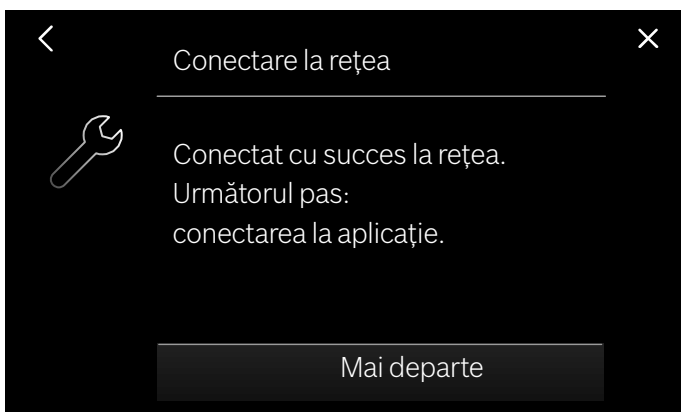 Conectare la rețea
Conectat cu succes la rețea.
Următorul pas:
conectarea la aplicație.
Mai departe